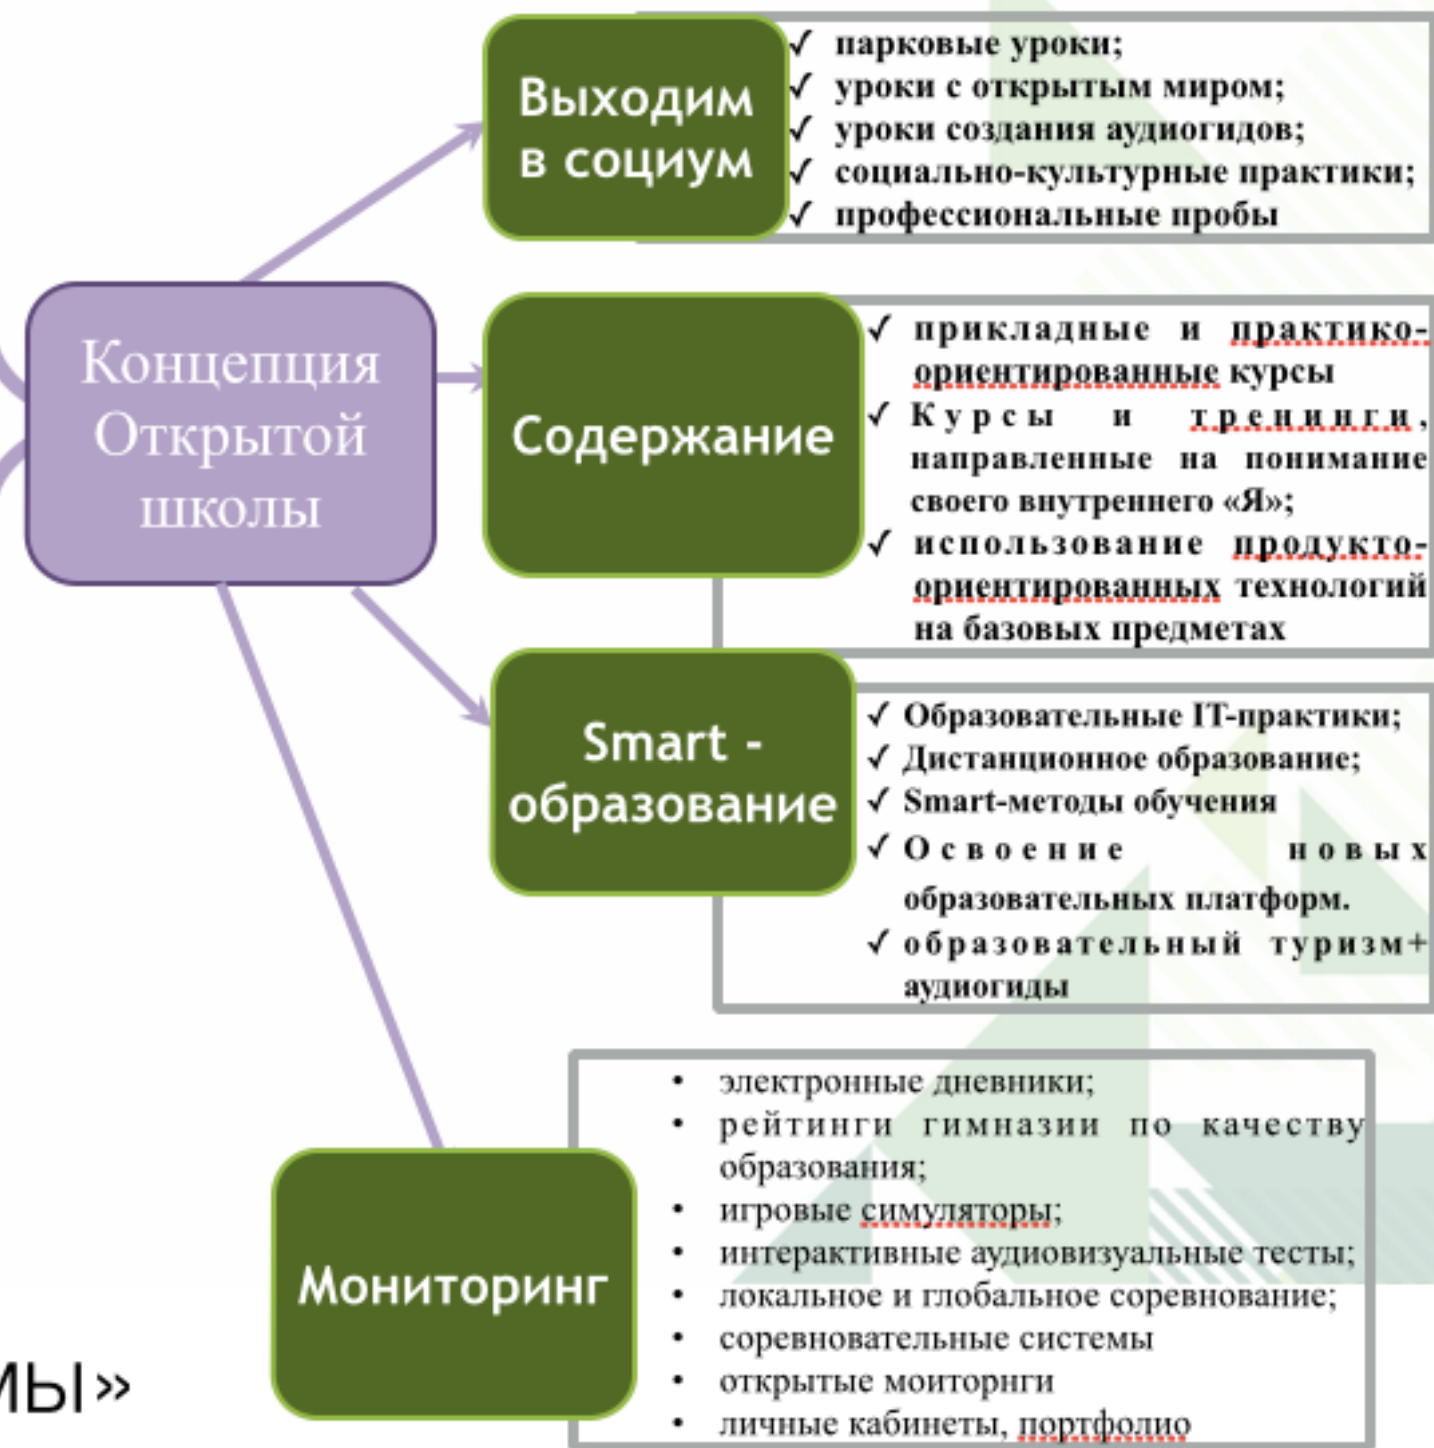 Выходим
в социум
✓ парковые уроки;
✓ уроки с открытым миром;
✓ уроки создания аудиогидов;
✓ социально-культурные практики;
✓ профессиональные пробы
Концепция
Открытой
школы
Содержание
✓ прикладные и практико-
ориентированные курсы
✓ Курсы и тренинги,
направленные на понимание
своего внутреннего «Я»;
✓ использование продукто-
ориентированных технологий
на базовых предметах
Smart -
образование
✓ Образовательные IT-практики;
✓ Дистанционное образование;
✓ Smart-методы обучения
✓ Освоение новых
образовательных платформ.
✓ образовательный туризм+
аудиогиды
Мониторинг
• электронные дневники;
• рейтинги гимназии по качеству
образования;
• игровые симуляторы;
• интерактивные аудиовизуальные тесты;
• локальное и глобальное соревнование;
• соревновательные системы
• открытые моиторнги
• личные кабинеты, портфолио
МЫ»